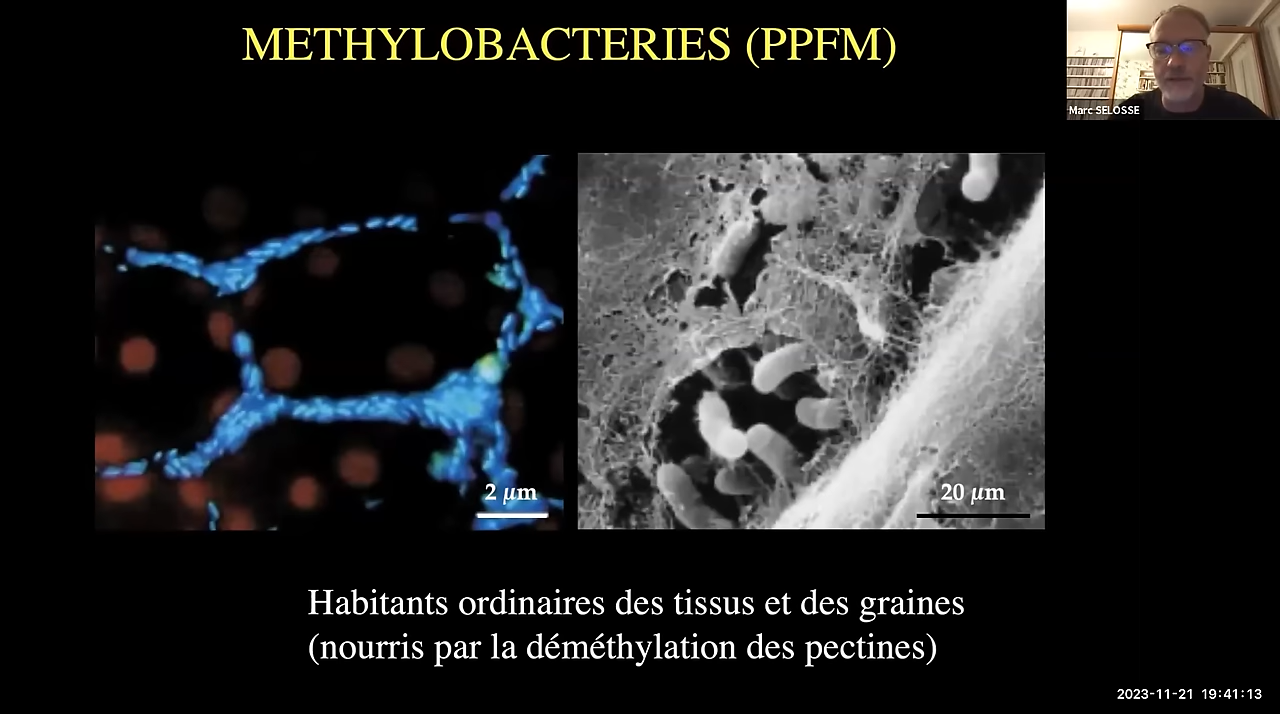 METHYLOBACTERIES (PPFM)
Marc SELOSSE
2 µm
20 µm
Habitants ordinaires des tissus et des graines
(nourris par la déméthylation des pectines)
2023-11-21 19:41:13